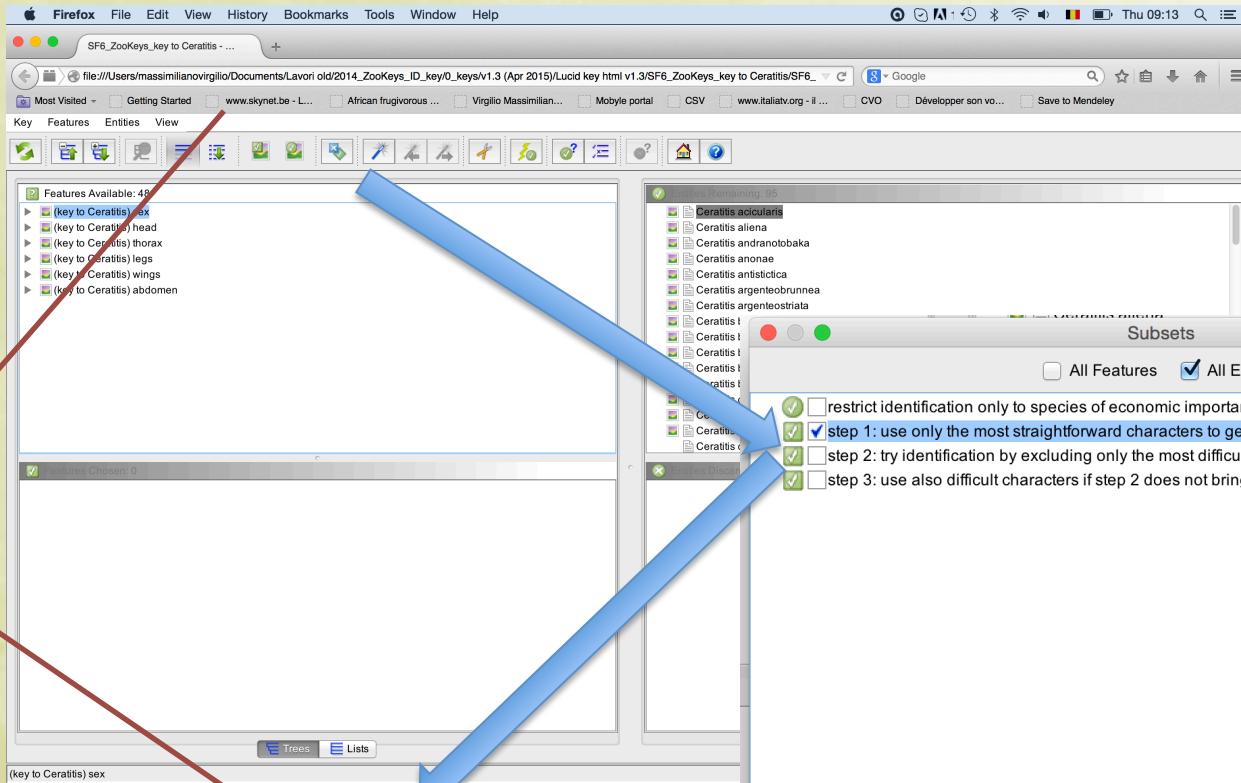 Firefox File Edit View History Bookmarks Tools Window Help
Thu 09:13
SF6_ZooKeys_key to Ceratitis - ...
file:///Users/massimilianovirgilio/Documents/Lavori old/2014_ZooKeys_ID_key/0_keys/v1.3 (Apr 2015)/Lucid key html v1.3/SF6_ZooKeys_key to Ceratitis/SF6_
Google
Most Visited Getting Started www.skynet.be - L... African frugivorous ... Virgilio Massimilian... Mobyle portal CSV www.italiatv.org - il ... CVO Développer son vo... Save to Mendeley
Key Features Entities View
Features Available: 48
(key to Ceratitis) sex
(key to Ceratitis) head
(key to Ceratitis) thorax
(key to Ceratitis) legs
(key to Ceratitis) wings
(key to Ceratitis) abdomen
Features Chosen: 0
Trees Lists
(key to Ceratitis) sex
Entities Remaining: 95
Ceratitis acicularis
Ceratitis aliena
Ceratitis andranotobaka
Ceratitis anonae
Ceratitis antistictica
Ceratitis argenteobrunnea
Ceratitis argenteostriata
Ceratitis
Ceratitis
Ceratitis
Ceratitis
Ceratitis
Entities
Subsets
All Features All E
restrict identification only to species of economic importa
step 1: use only the most straightforward characters to ge
step 2: try identification by excluding only the most difficu
step 3: use also difficult characters if step 2 does not brin